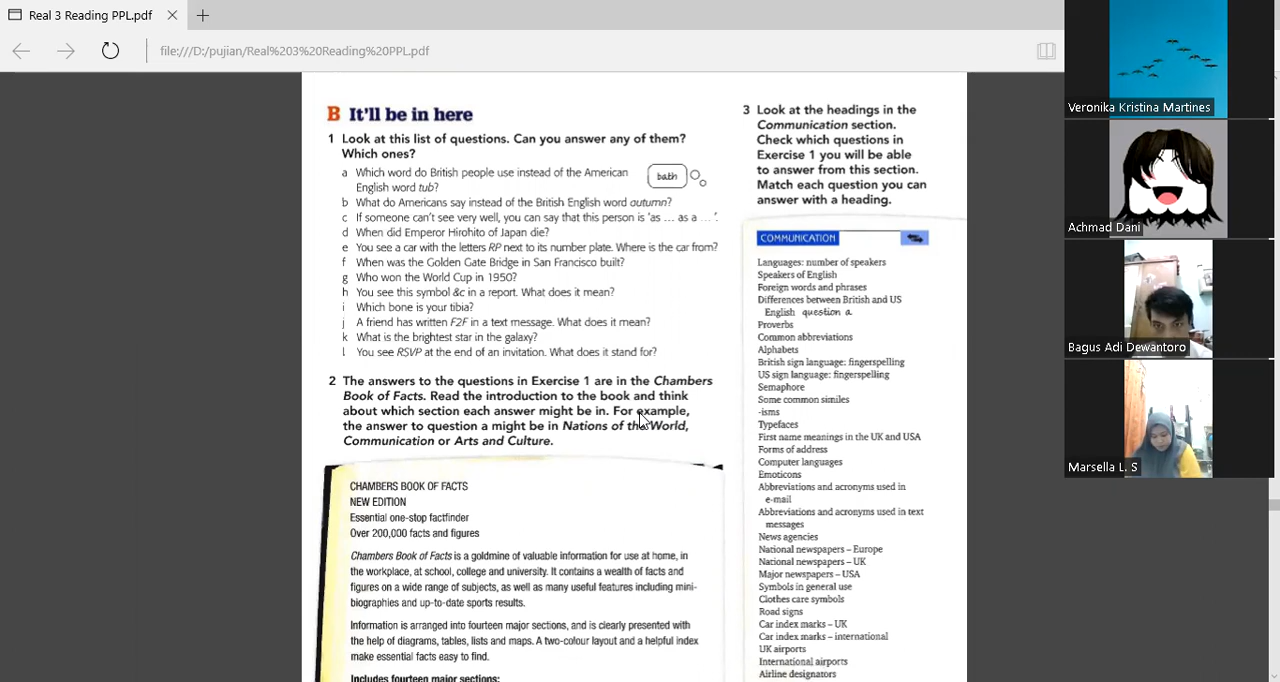 Real 3 Reading PPL.pdf
file:///D:/pujian/Real%203%20Reading%20PPL.pdf
B It'll be in here
1 Look at this list of questions. Can you answer any of them?
Which ones?
a Which word do British people use instead of the American
English word tub?
bath
b What do Americans say instead of the British English word autumn?
c If someone can't see very well, you can say that this person is 'as ... as a ... '.
d When did Emperor Hirohito of Japan die?
e You see a car with the letters RP next to its number plate. Where is the car from?
f When was the Golden Gate Bridge in San Francisco built?
g Who won the World Cup in 1950?
h You see this symbol &c in a report. What does it mean?
i Which bone is your tibia?
j A friend has written F2F in a text message. What does it mean?
k What is the brightest star in the galaxy?
l You see RSVP at the end of an invitation. What does it stand for?
2 The answers to the questions in Exercise 1 are in the Chambers
Book of Facts. Read the introduction to the book and think
about which section each answer might be in. For example,
the answer to question a might be in Nations of the World,
Communication or Arts and Culture.
CHAMBERS BOOK OF FACTS
NEW EDITION
Essential one-stop factfinder
Over 200,000 facts and figures
Chambers Book of Facts is a goldmine of valuable information for use at home, in
the workplace, at school, college and university. It contains a wealth of facts and
figures on a wide range of subjects, as well as many useful features including mini-
biographies and up-to-date sports results.
Information is arranged into fourteen major sections, and is clearly presented with
the help of diagrams, tables, lists and maps. A two-colour layout and a helpful index
make essential facts easy to find.
Includes fourteen major sections:
3 Look at the headings in the
Communication section.
Check which questions in
Exercise 1 you will be able
to answer from this section.
Match each question you can
answer with a heading.
COMMUNICATION
Languages: number of speakers
Speakers of English
Foreign words and phrases
Differences between British and US
English question a
Proverbs
Common abbreviations
Alphabets
British sign language: fingerspelling
US sign language: fingerspelling
Semaphore
Some common similes
-isms
Typefaces
First name meanings in the UK and USA
Forms of address
Computer languages
Emoticons
Abbreviations and acronyms used in
e-mail
Abbreviations and acronyms used in text
messages
News agencies
National newspapers – Europe
National newspapers – UK
Major newspapers – USA
Symbols in general use
Clothes care symbols
Road signs
Car index marks – UK
Car index marks – international
UK airports
International airports
Airline designators
Veronika Kristina Martines
Achmad Dani
Bagus Adi Dewantoro
Marsella L. S